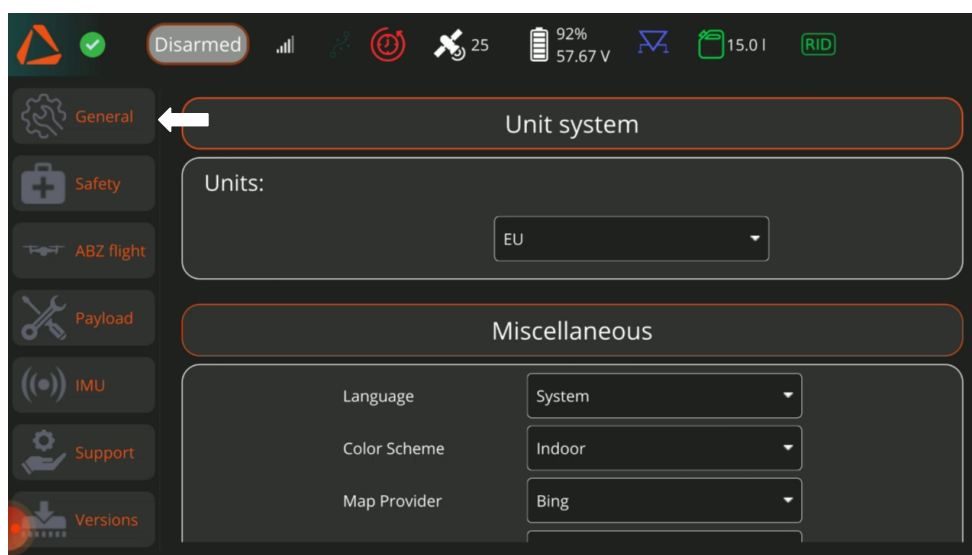 Disarmed
25
92%
57.67 V
15.0 l
RID
General
Safety
ABZ flight
Payload
IMU
Support
Versions
Unit system
Units:
EU
Miscellaneous
Language
System
Color Scheme
Indoor
Map Provider
Bing